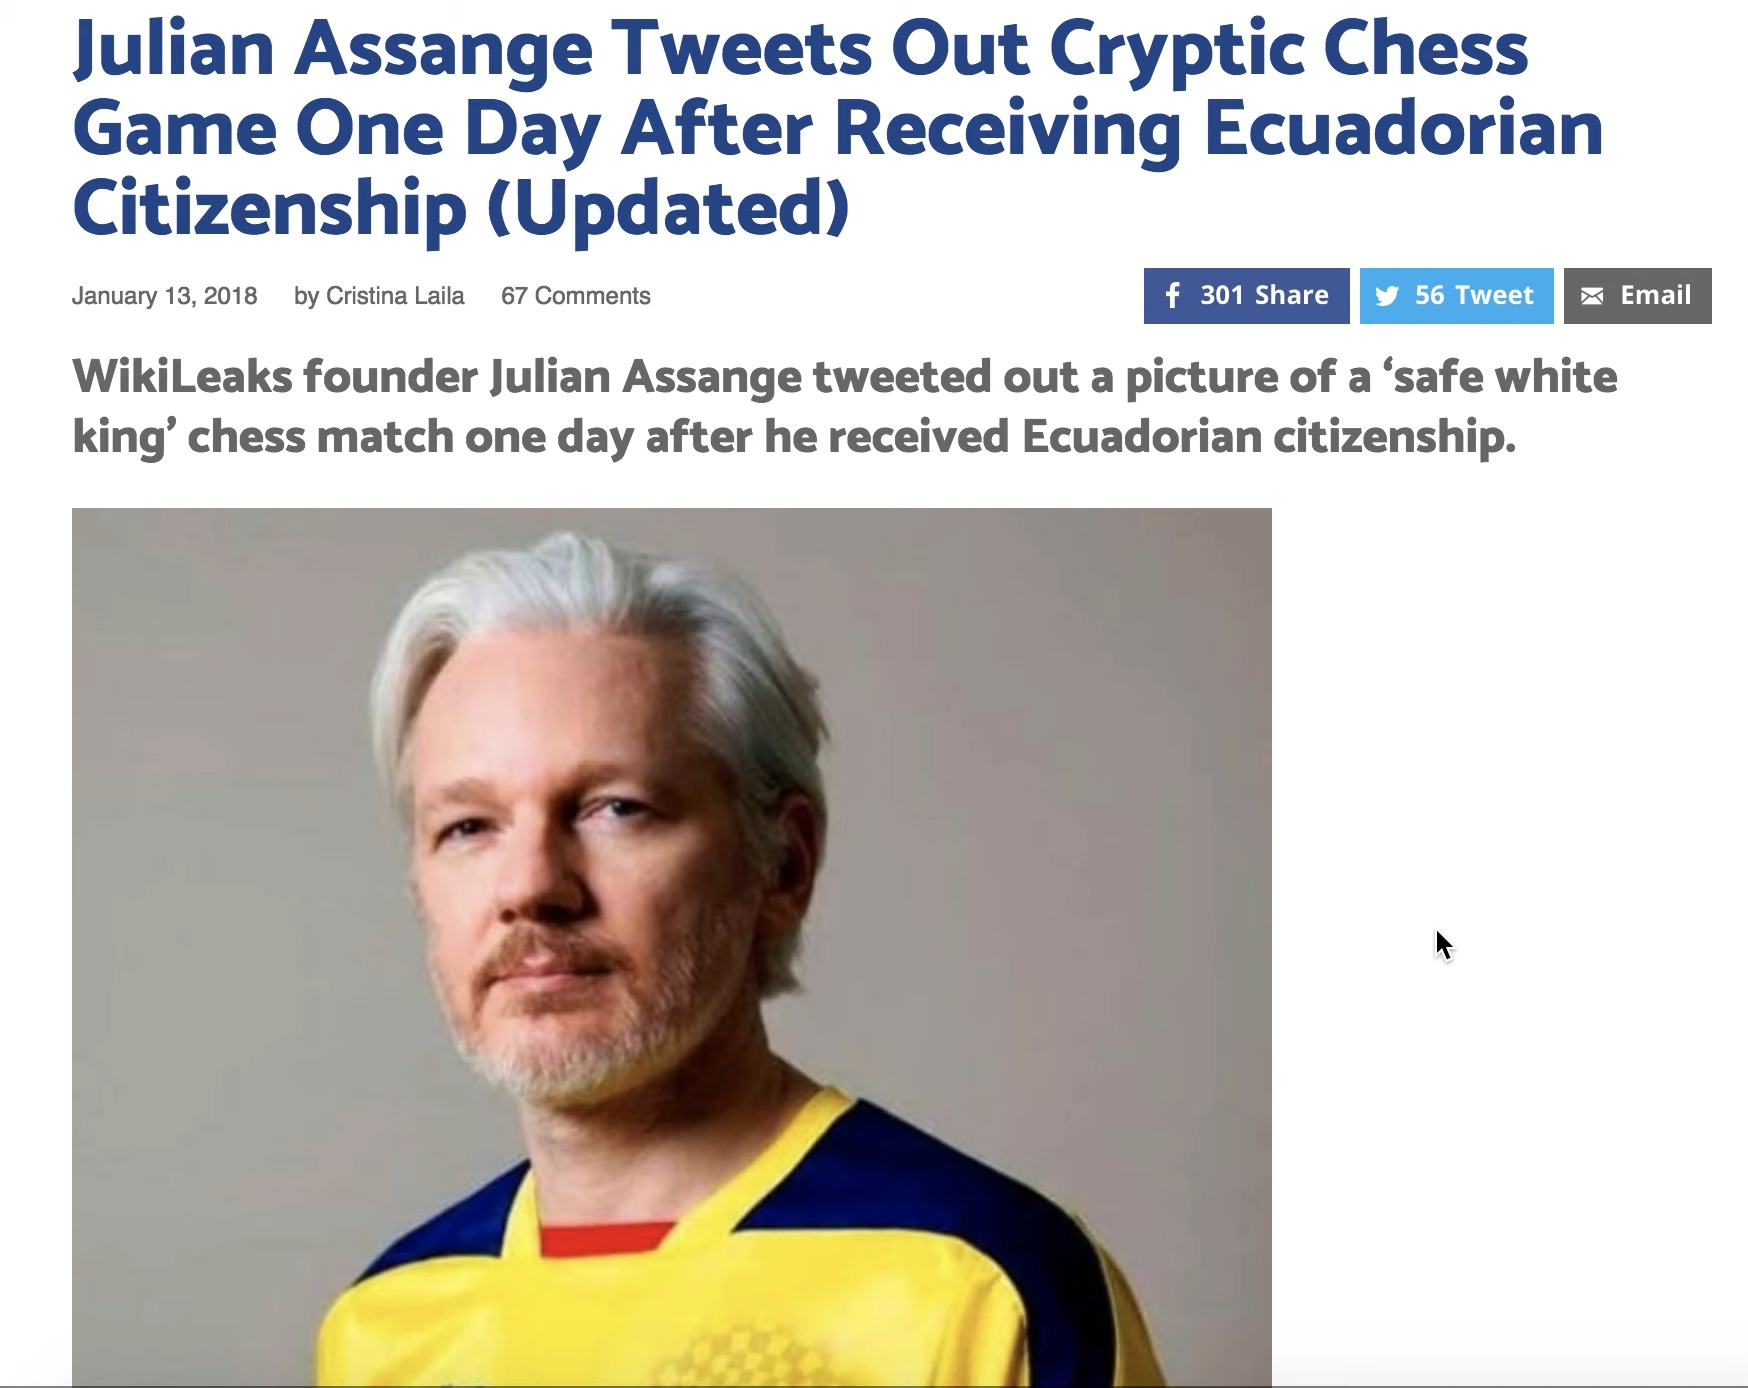 Julian Assange Tweets Out Cryptic Chess
Game One Day After Receiving Ecuadorian
Citizenship (Updated)
January 13, 2018 by Cristina Laila 67 Comments
301 Share 56 Tweet Email
WikiLeaks founder Julian Assange tweeted out a picture of a ‘safe white
king’ chess match one day after he received Ecuadorian citizenship.